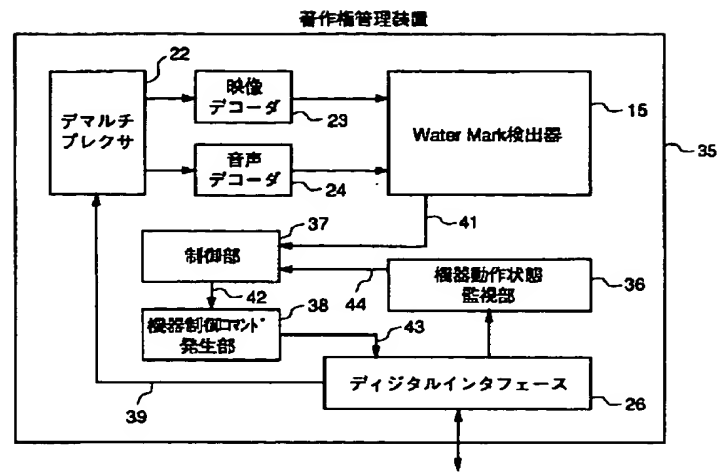 著作権管理装置
22
デマルチ
プレクサ
映像
デコーダ
23
音声
デコーダ
24
Water Mark検出器
15
35
41
37
制御部
42
44
機器動作状態
監視部
36
38
機器制御コマンド
発生部
43
ディジタルインタフェース
39
26